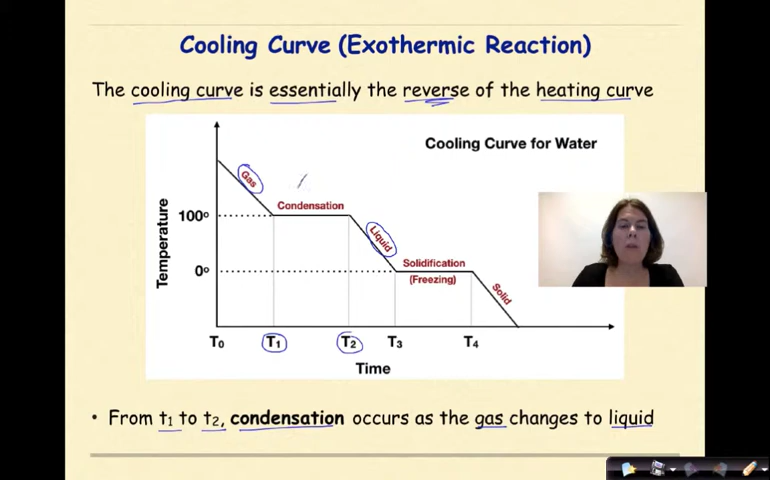 Cooling Curve (Exothermic Reaction)
The cooling curve is essentially the reverse of the heating curve
Cooling Curve for Water
Gas
Condensation
100°
Liquid
Temperature
Solidification
0°
(Freezing)
Solid
T0 T1 T2 T3 T4
Time
• From t1 to t2, condensation occurs as the gas changes to liquid